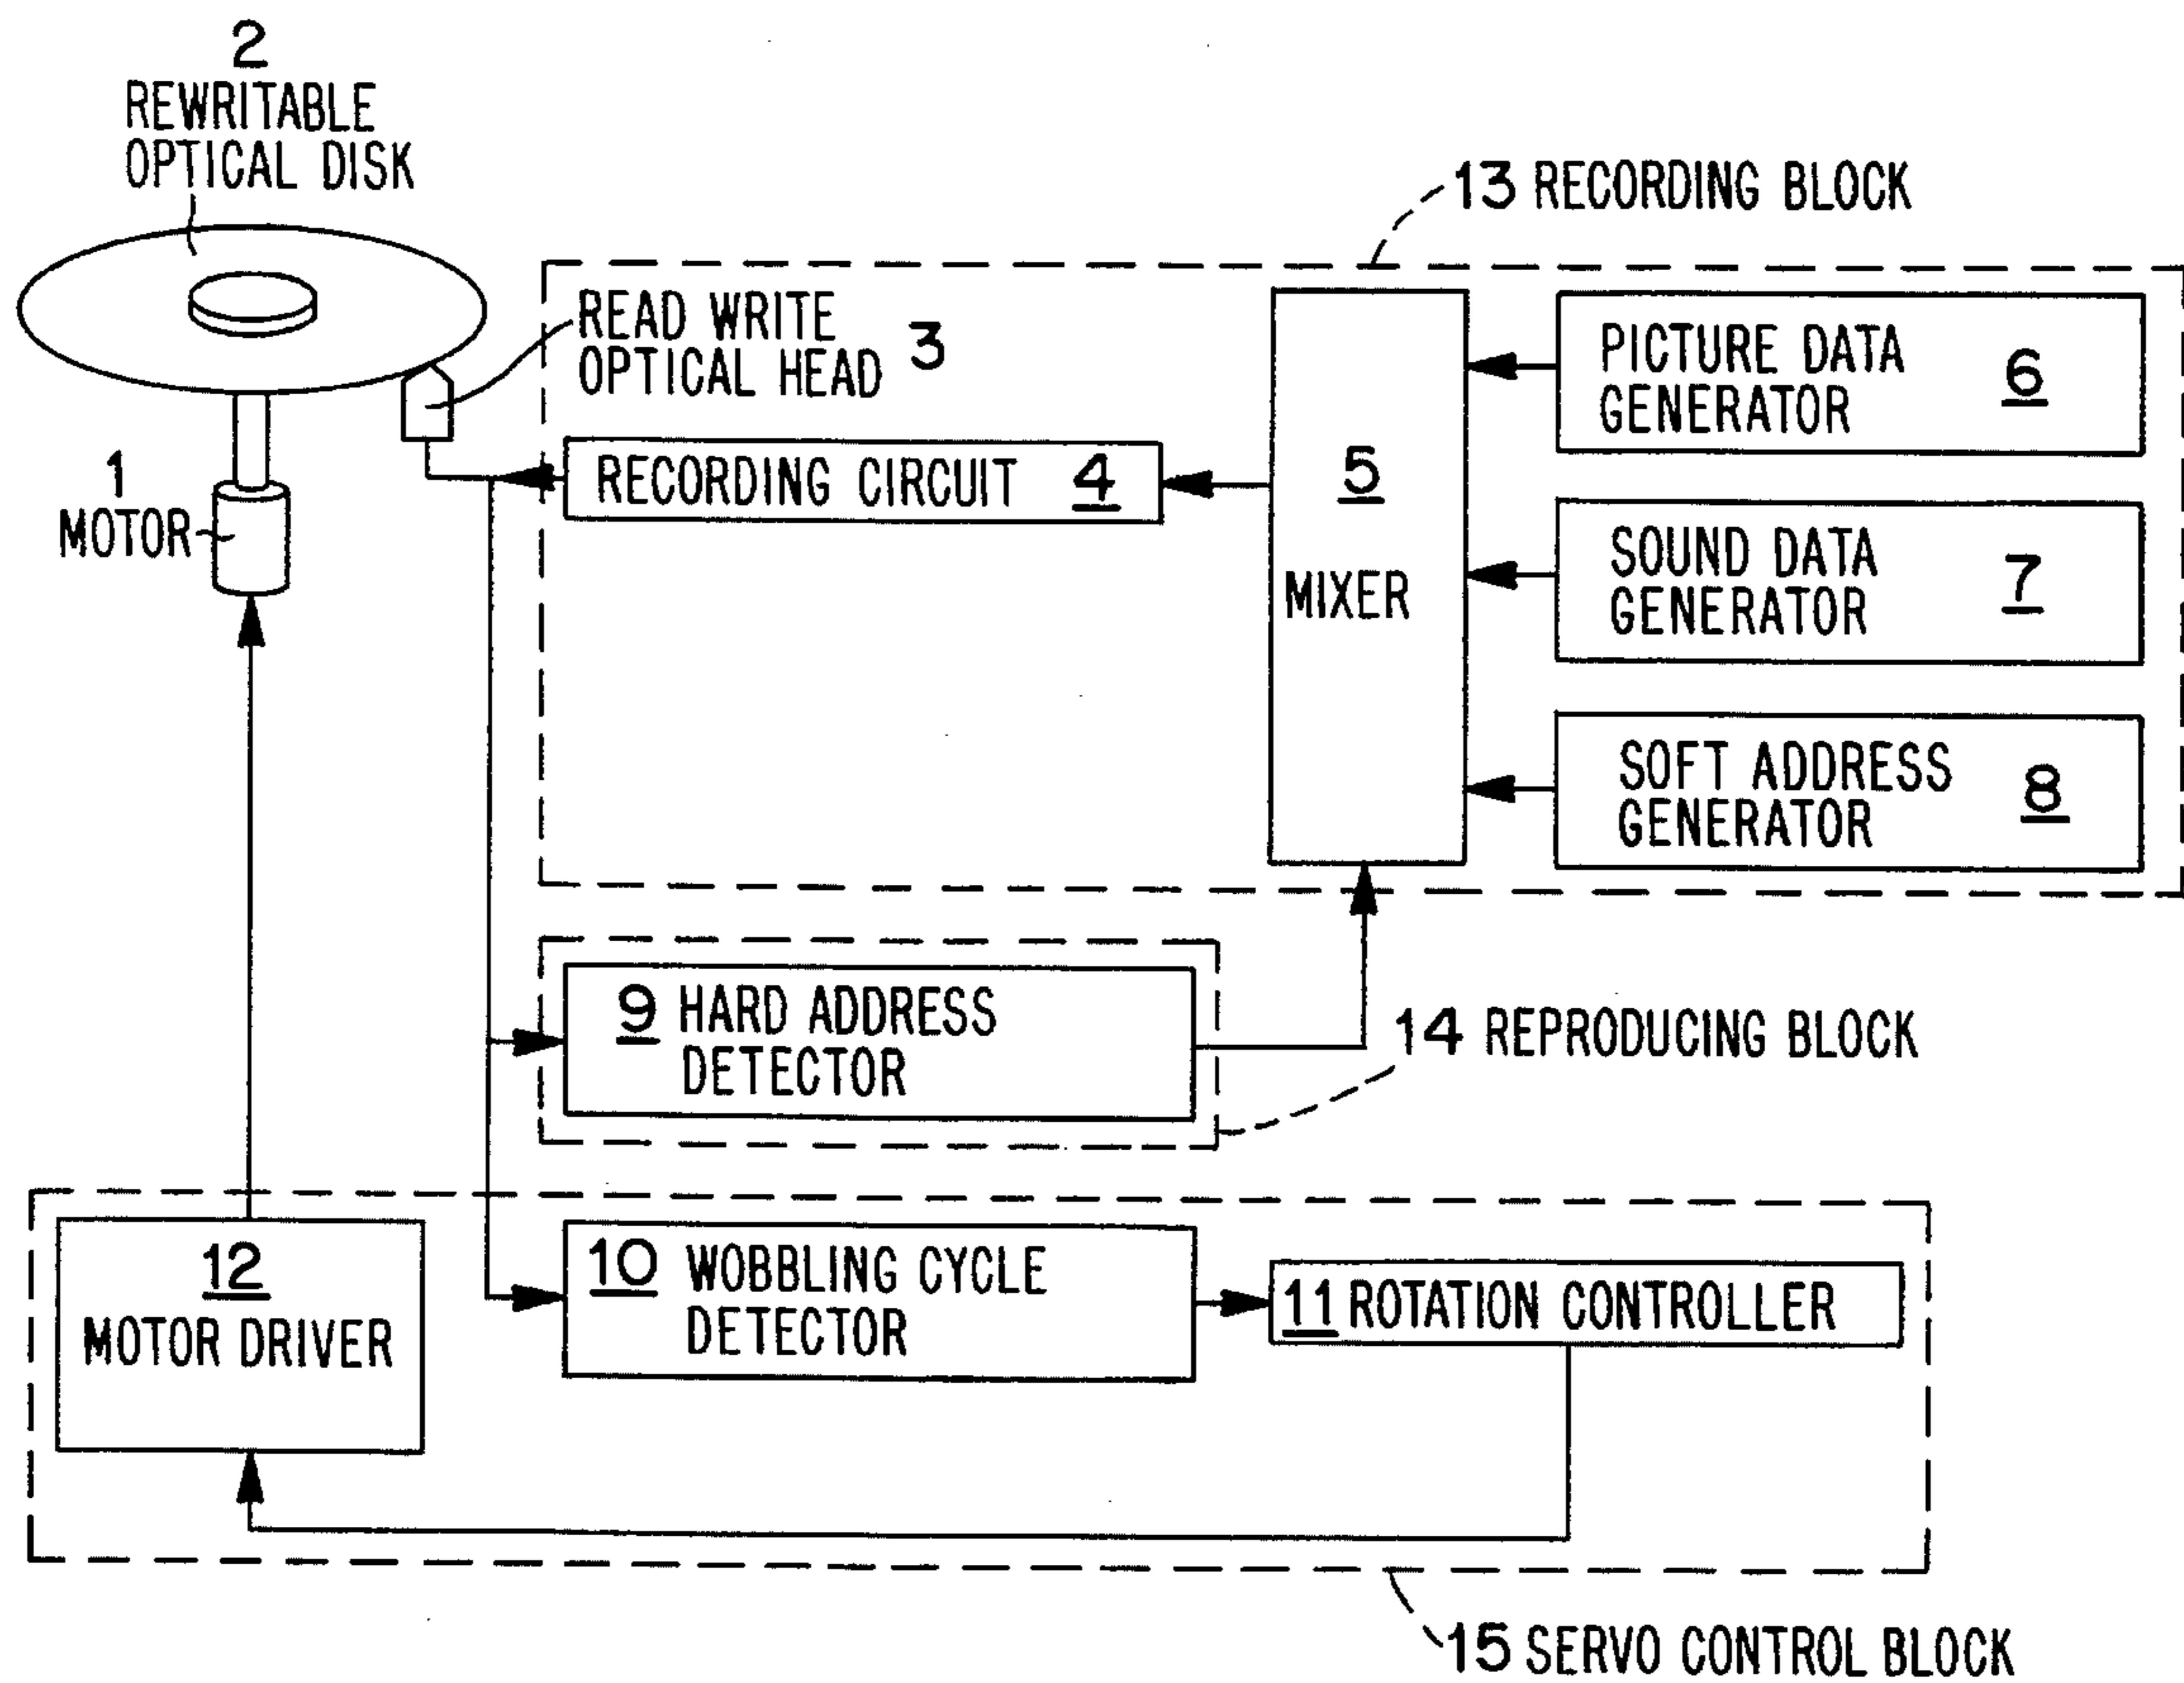 2
REWRITABLE
OPTICAL DISK
13 RECORDING BLOCK
READ WRITE
OPTICAL HEAD 3
PICTURE DATA
GENERATOR 6
1
MOTOR
RECORDING CIRCUIT 4
5
MIXER
SOUND DATA
GENERATOR 7
SOFT ADDRESS
GENERATOR 8
9 HARD ADDRESS
DETECTOR
14 REPRODUCING BLOCK
12
MOTOR DRIVER
10 WOBBLING CYCLE
DETECTOR
11 ROTATION CONTROLLER
15 SERVO CONTROL BLOCK